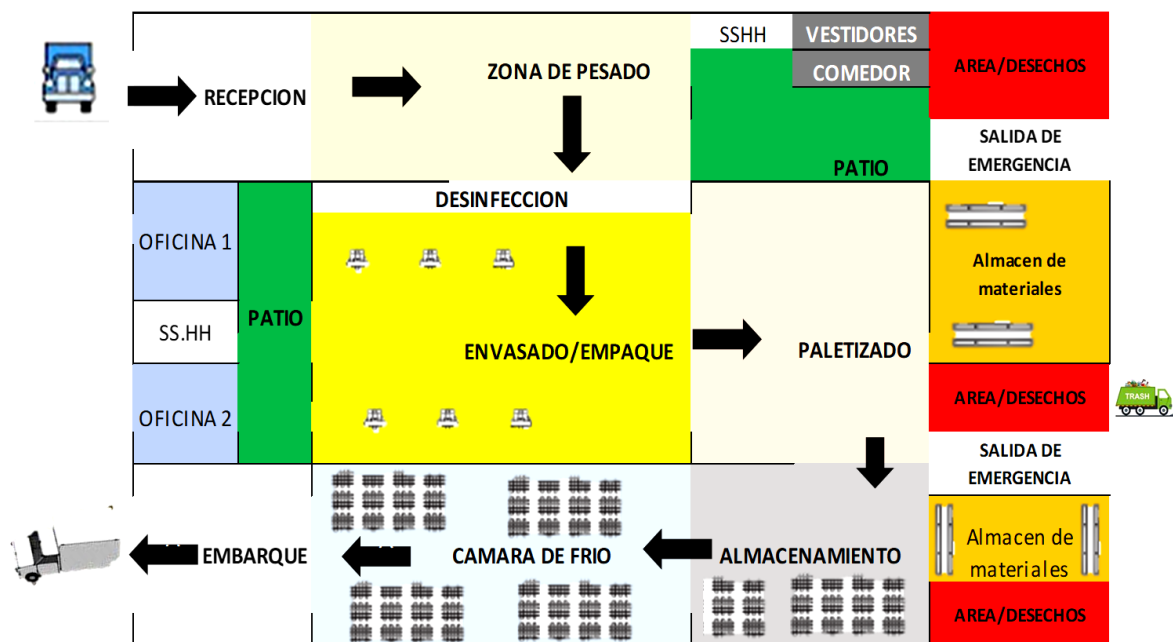 SSHH
VESTIDORES
COMEDOR
AREA/DESECHOS
RECEPCION
ZONA DE PESADO
SALIDA DE
EMERGENCIA
PATIO
DESINFECCION
OFICINA 1
SS.HH
OFICINA 2
PATIO
ENVASADO/EMPAQUE
PALETIZADO
Almacen de
materiales
AREA/DESECHOS
TRASH
SALIDA DE
EMERGENCIA
EMBARQUE
CAMARA DE FRIO
ALMACENAMIENTO
Almacen de
materiales
AREA/DESECHOS